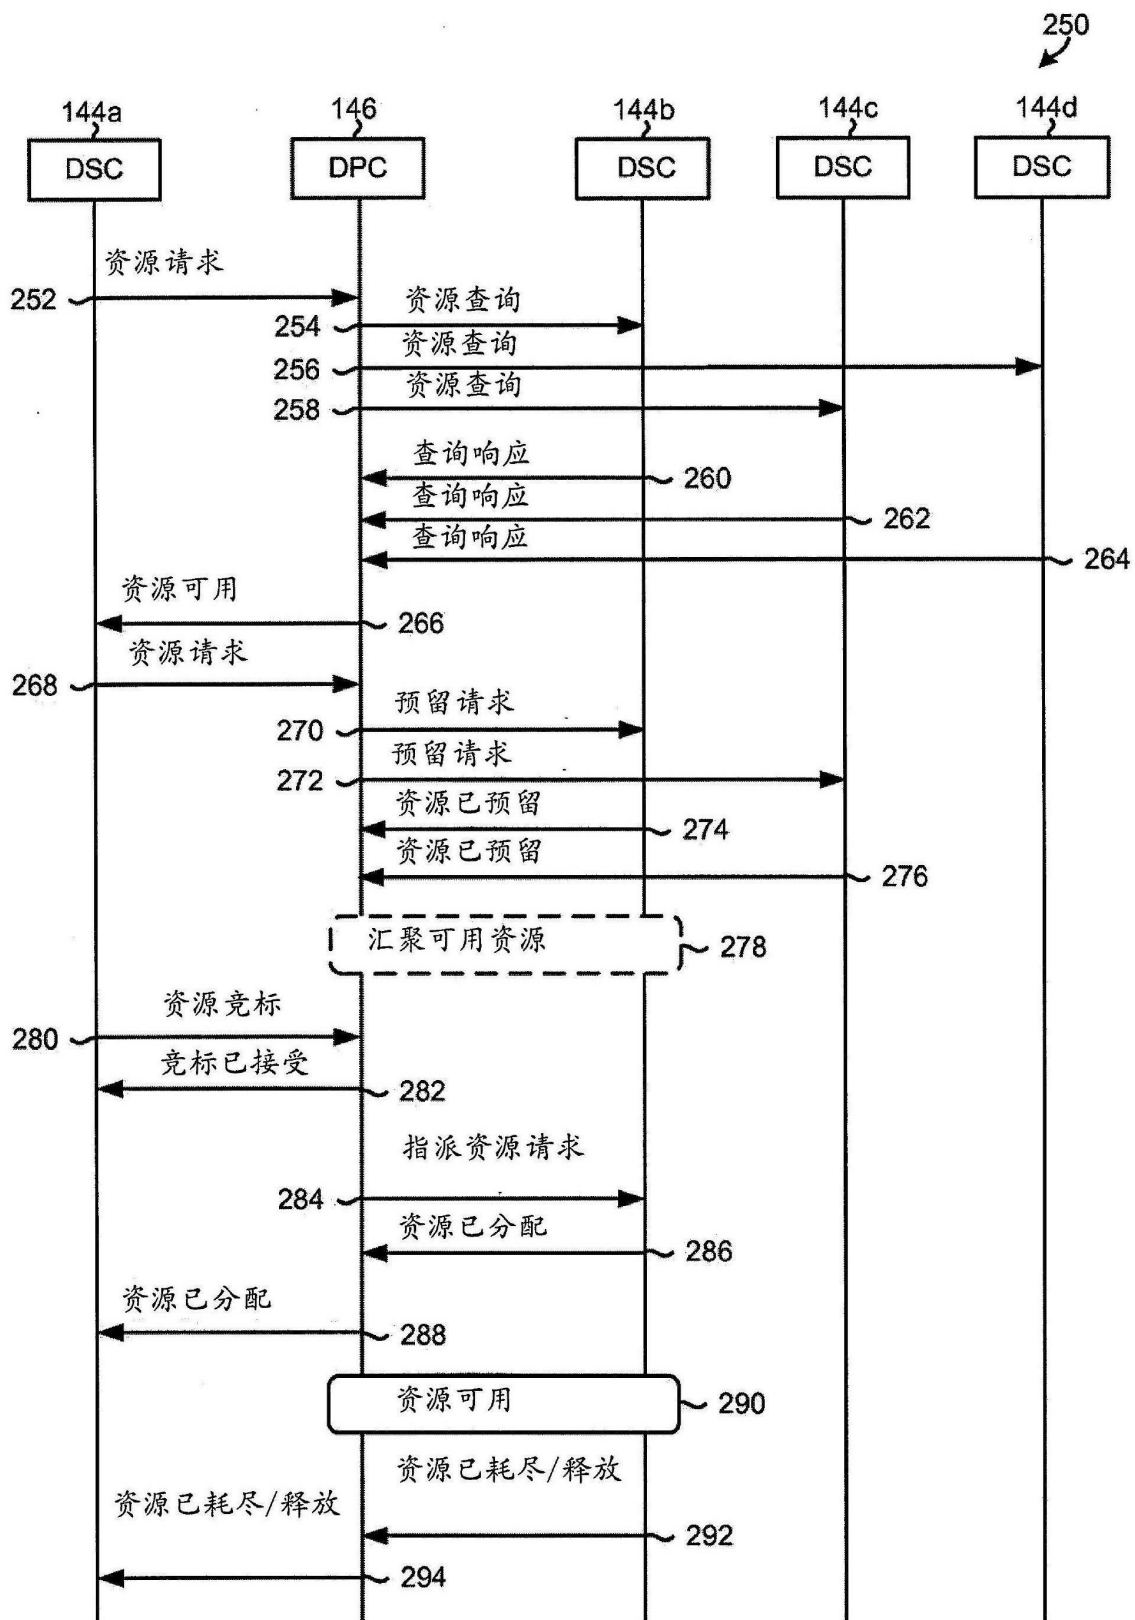 250
144a 146 144b 144c 144d
DSC DPC DSC DSC DSC
资源请求
252
资源查询
254
资源查询
256
资源查询
258
查询响应
260
查询响应
262
查询响应
264
资源可用
266
资源请求
268
预留请求
270
预留请求
272
资源已预留
274
资源已预留
276
汇聚可用资源
278
资源竞标
280
竞标已接受
282
指派资源请求
284
资源已分配
286
资源已分配
288
资源可用
290
资源已耗尽/释放
资源已耗尽/释放
292
294